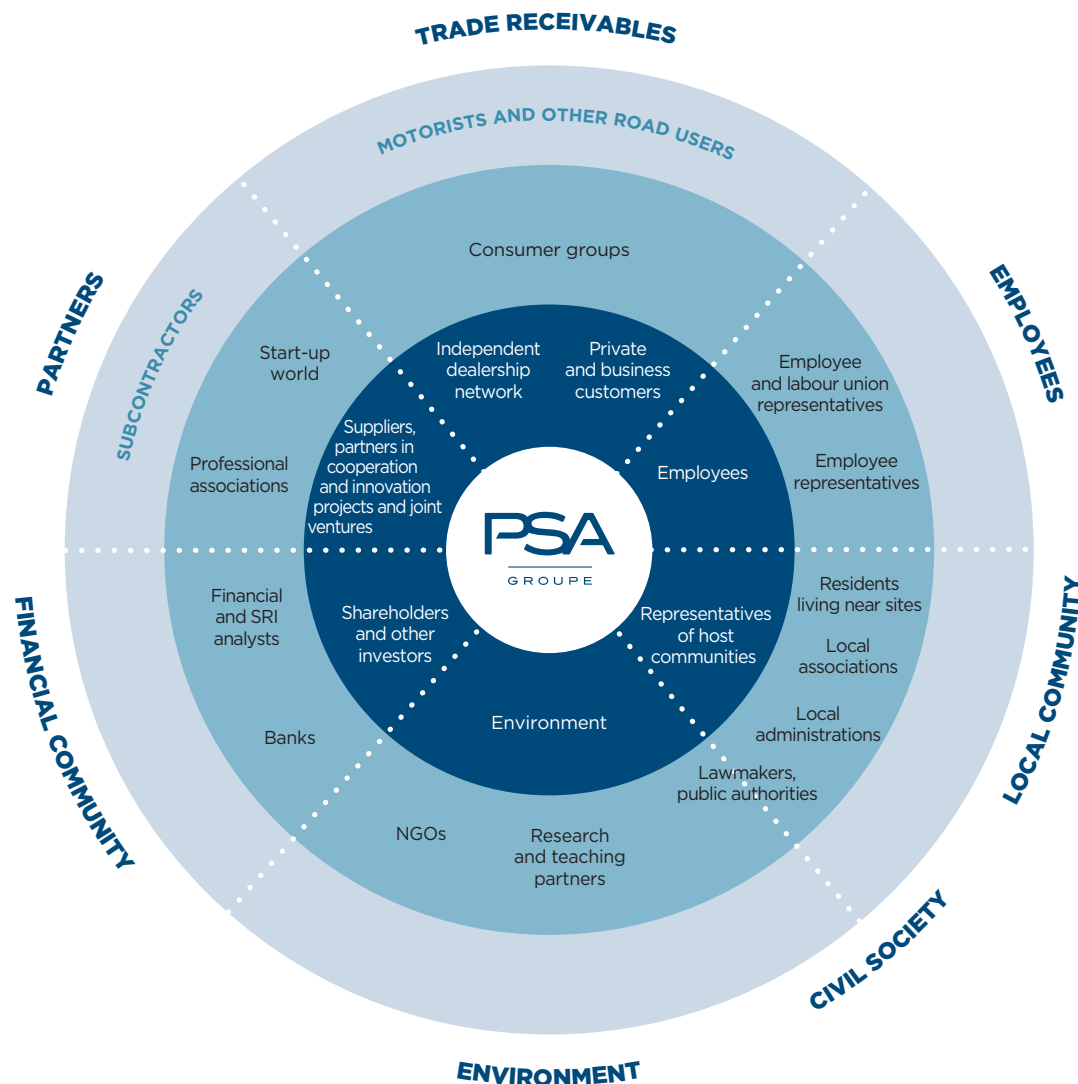 TRADE RECEIVABLES
MOTORISTS AND OTHER ROAD USERS
Consumer groups
PARTNERS
SUBCONTRACTORS
EMPLOYEES
Start-up
world
Independent
dealership
network
Private
and business
customers
Employee
and labour union
representatives
Professional
associations
Suppliers,
partners in
cooperation
and innovation
projects and joint
ventures
Employees
Employee
representatives
PSA
GROUPE
Financial
and SRI
analysts
Shareholders
and other
investors
Representatives
of host
communities
Residents
living near sites
Local
associations
Environment
Banks
Local
administrations
Lawmakers,
public authorities
NGOs
Research
and teaching
partners
FINANCIAL COMMUNITY
LOCAL COMMUNITY
CIVIL SOCIETY
ENVIRONMENT